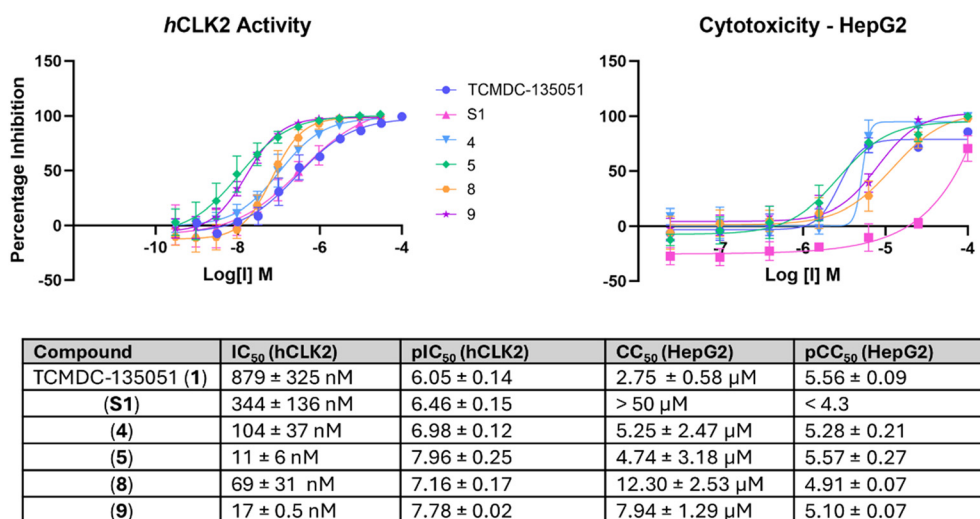 hCLK2 Activity
Percentage Inhibition
150
100
50
0
-50
-10
-8
-6
-4
Log[I] M
TCMDC-135051
S1
4
5
8
9
Cytotoxicity - HepG2
150
100
50
0
-50
-7
-6
-5
-4
Log[I] M
Compound IC50 (hCLK2) pIC50 (hCLK2) CC50 (HepG2) pCC50 (HepG2)
TCMDC-135051 (1) 879 ± 325 nM 6.05 ± 0.14 2.75 ± 0.58 µM 5.56 ± 0.09
(S1) 344 ± 136 nM 6.46 ± 0.15 > 50 µM < 4.3
(4) 104 ± 37 nM 6.98 ± 0.12 5.25 ± 2.47 µM 5.28 ± 0.21
(5) 11 ± 6 nM 7.96 ± 0.25 4.74 ± 3.18 µM 5.57 ± 0.27
(8) 69 ± 31 nM 7.16 ± 0.17 12.30 ± 2.53 µM 4.91 ± 0.07
(9) 17 ± 0.5 nM 7.78 ± 0.02 7.94 ± 1.29 µM 5.10 ± 0.07